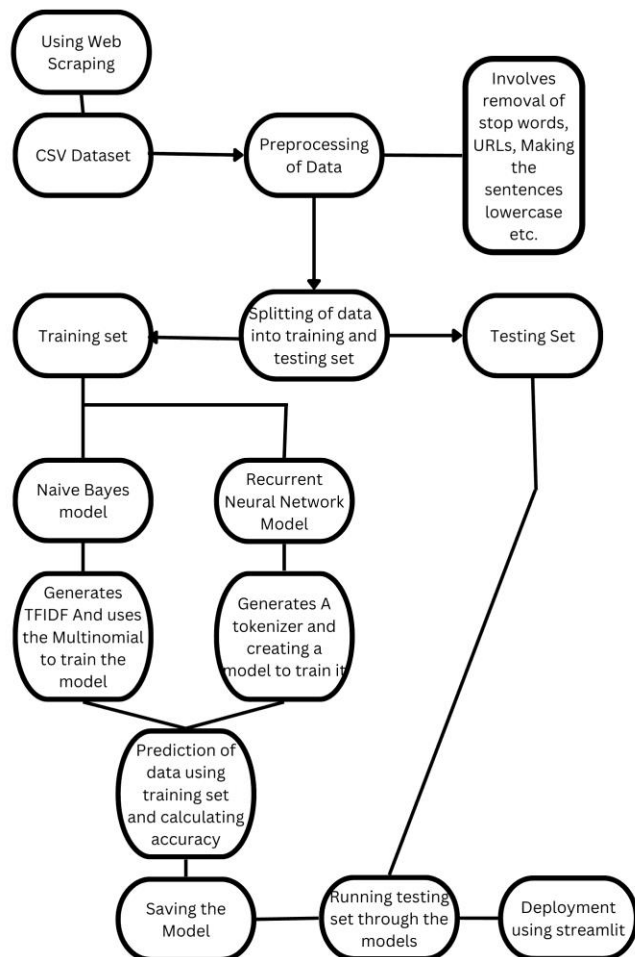 Using Web
Scraping
CSV Dataset
Preprocessing
of Data
Involves
removal of
stop words,
URLs, Making
the
sentences
lowercase
etc.
Training set
Splitting of data
into training and
testing set
Testing Set
Naive Bayes
model
Recurrent
Neural Network
Model
Generates
TFIDF And uses
the Multinomial
to train the
model
Generates A
tokenizer and
creating a
model to train it
Prediction of
data using
training set
and calculating
accuracy
Saving the
Model
Running testing
set through the
models
Deployment
using streamlit